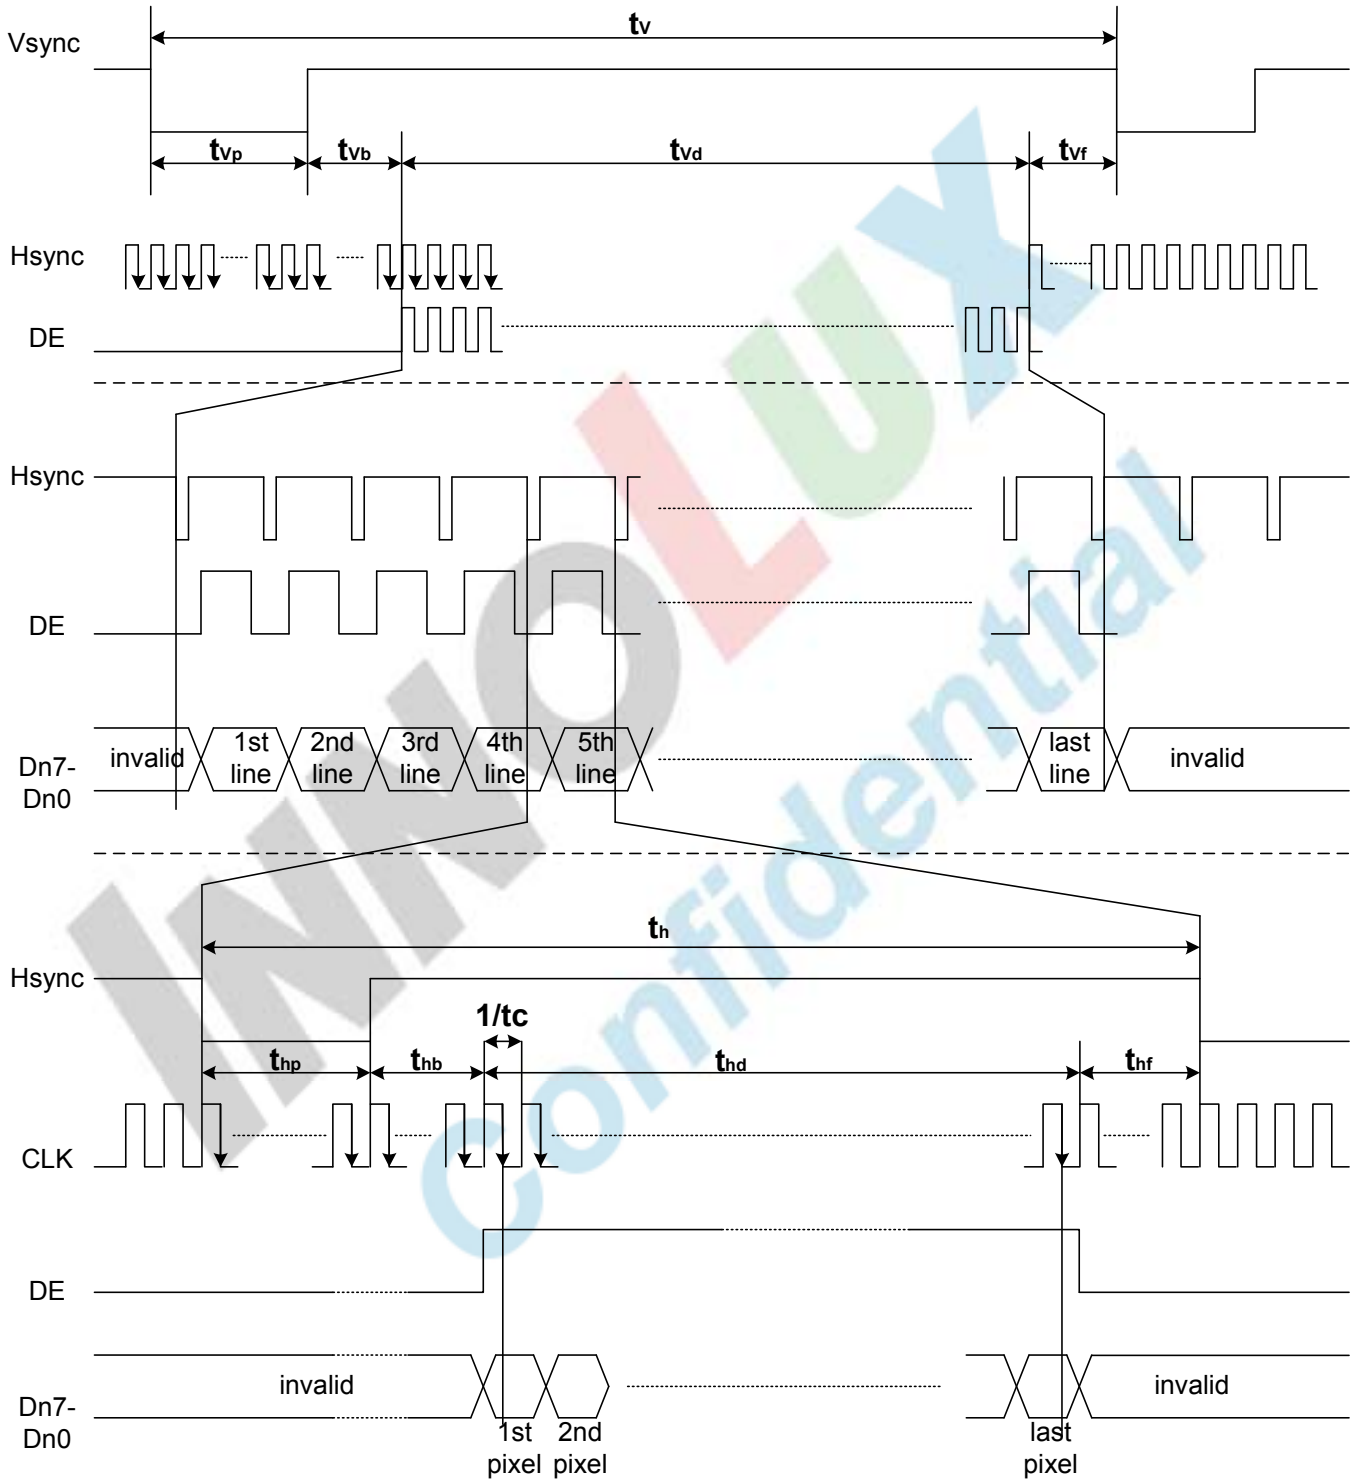 tv
Vsync
tvp
tvb
tvd
tvf
Hsync
DE
Hsync
DE
invalid
1st
line
2nd
line
3rd
line
4th
line
5th
line
last
line
invalid
Dn7-
Dn0
th
Hsync
1/tc
thp
thb
thd
thf
CLK
DE
invalid
invalid
Dn7-
Dn0
1st
pixel
2nd
pixel
last
pixel
INNOLUX
Confidential